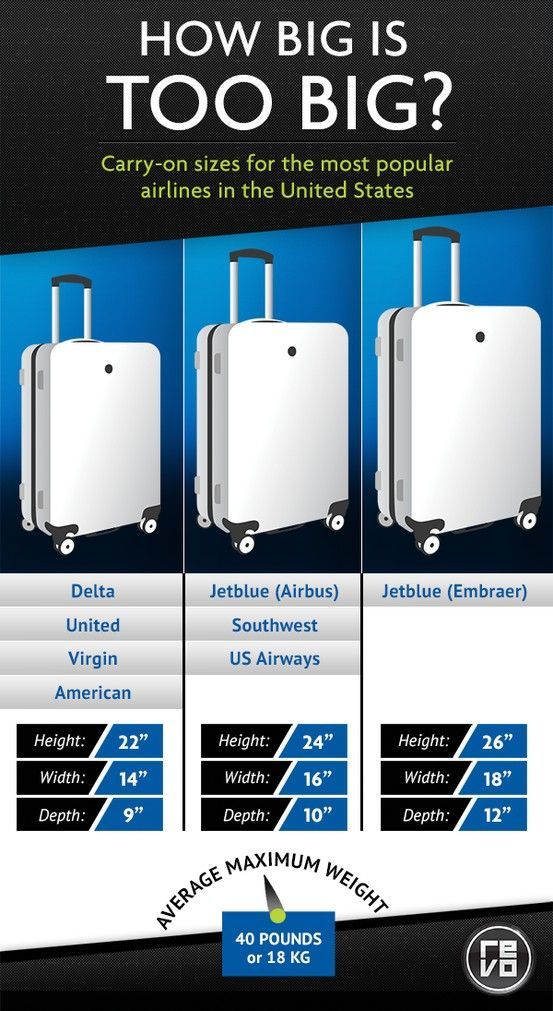 HOW BIG IS
TOO BIG?
Carry-on sizes for the most popular
airlines in the United States
Delta
United
Virgin
American
Height: 22”
Width: 14”
Depth: 9”
Jetblue (Airbus)
Southwest
US Airways
Height: 24”
Width: 16”
Depth: 10”
Jetblue (Embraer)
Height: 26”
Width: 18”
Depth: 12”
AVERAGE MAXIMUM WEIGHT
40 POUNDS
or 18 KG
revo